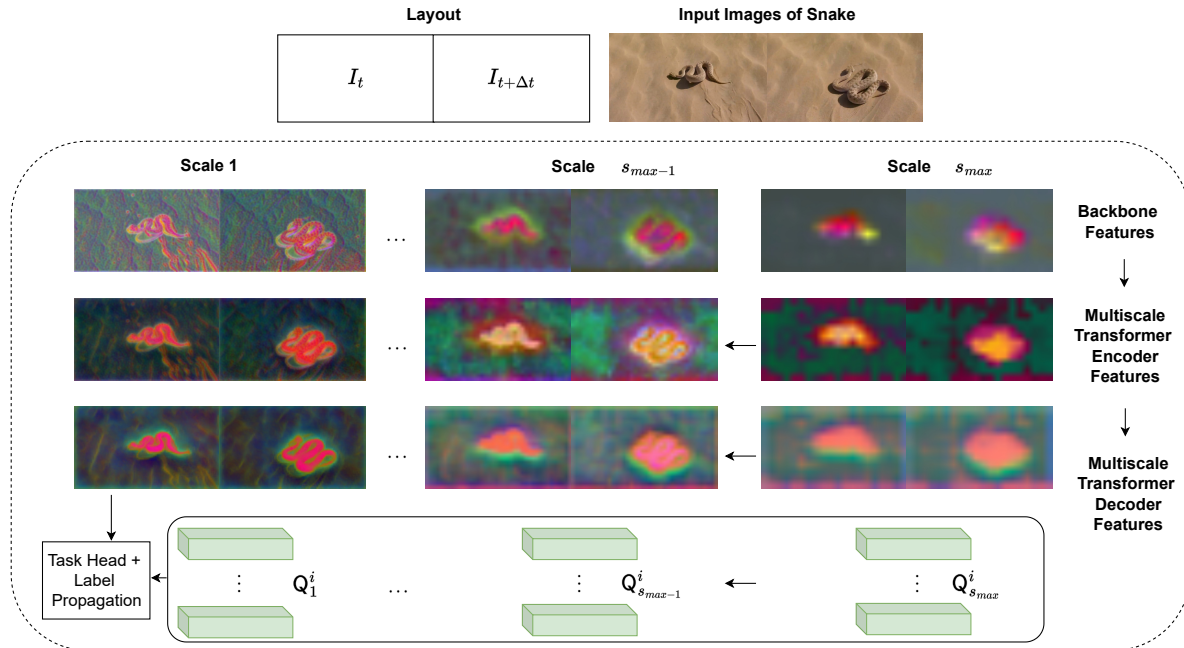 Layout
Input Images of Snake
I_t
I_{t+Δt}
Scale 1
Scale s_{max-1}
Scale s_{max}
...
Backbone
Features
...
Multiscale
Transformer
Encoder
Features
...
Multiscale
Transformer
Decoder
Features
Task Head +
Label
Propagation
⋮ Q_1^i ... ⋮ Q_{s_{max-1}}^i ⋮ Q_{s_{max}}^i